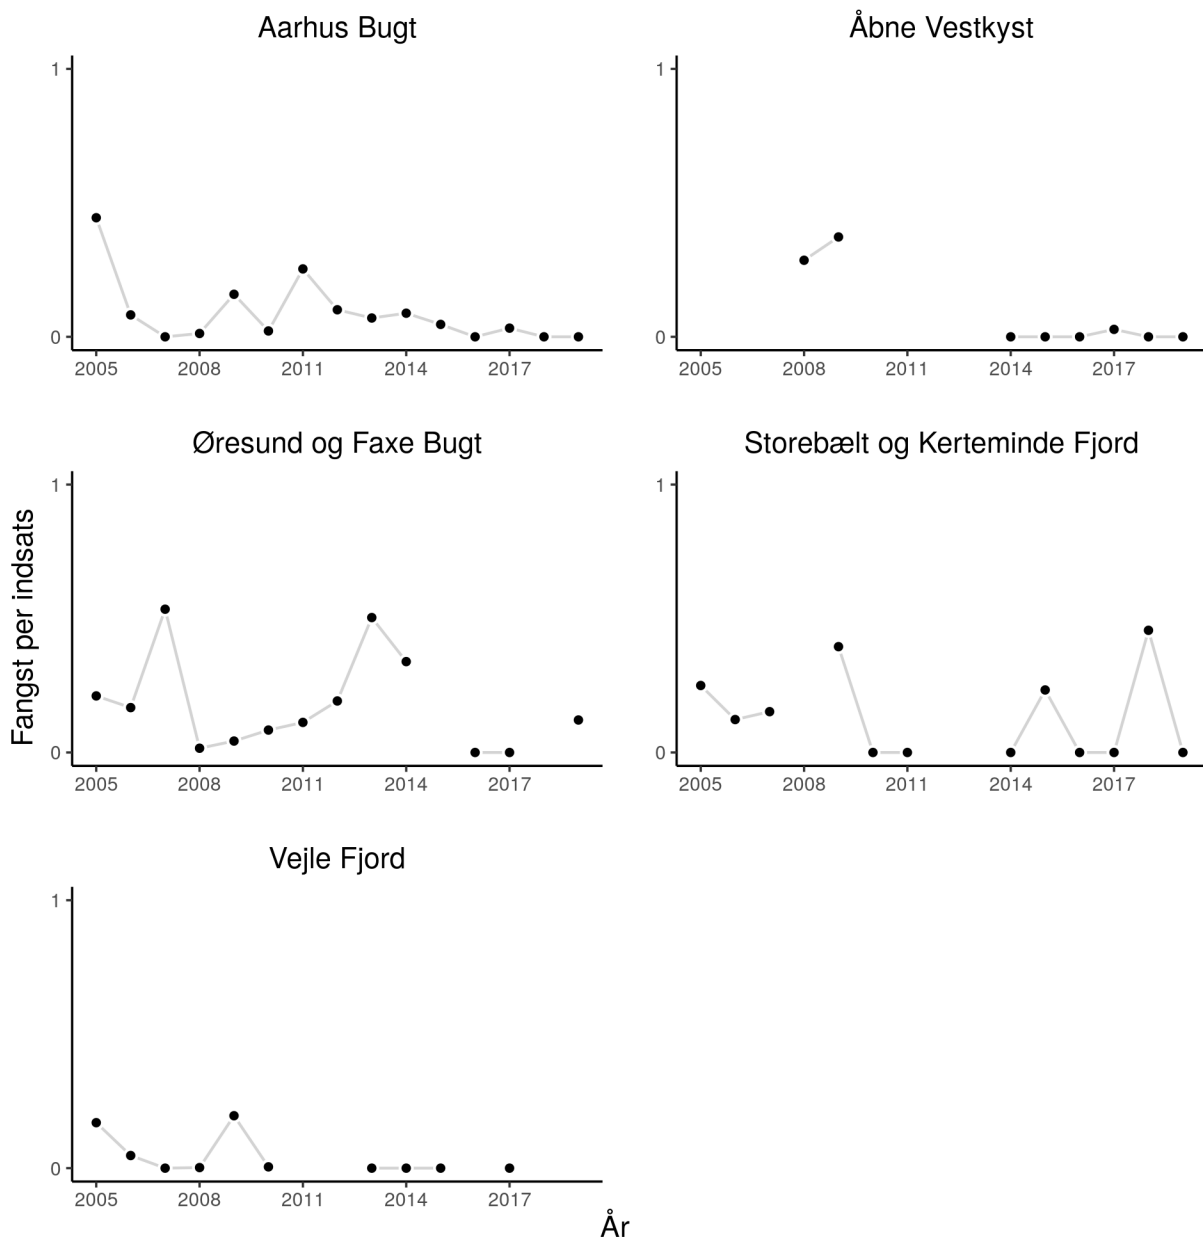 Aarhus Bugt
Åbne Vestkyst
1
0
2005 2008 2011 2014 2017
1
0
2005 2008 2011 2014 2017
Øresund og Faxe Bugt
Storebælt og Kerteminde Fjord
Fangst per indsats
1
0
2005 2008 2011 2014 2017
1
0
2005 2008 2011 2014 2017
Vejle Fjord
1
0
2005 2008 2011 2014 2017
År